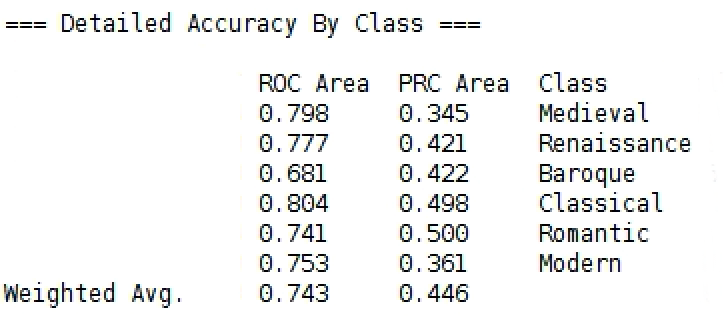 === Detailed Accuracy By Class ===
ROC Area PRC Area Class
0.798 0.345 Medieval
0.777 0.421 Renaissance
0.681 0.422 Baroque
0.804 0.498 Classical
0.741 0.500 Romantic
0.753 0.361 Modern
Weighted Avg. 0.743 0.446